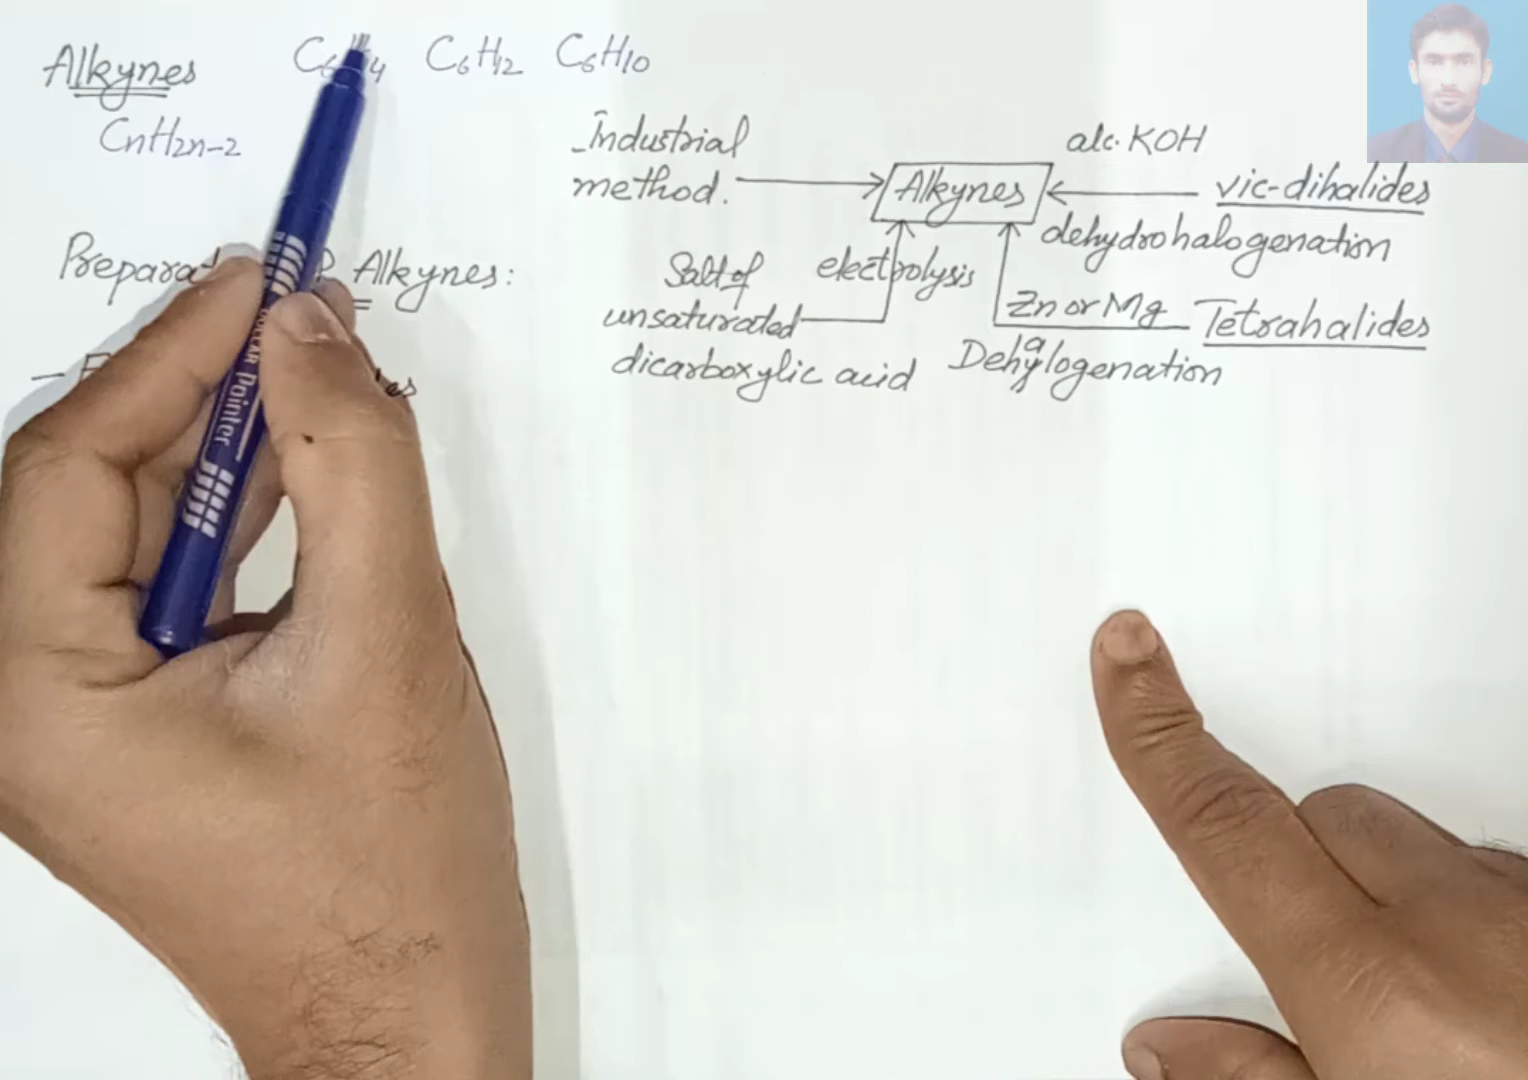 Alkynes
C6H12 C6H10
CnH2n-2
Alkynes:
Industrial
method.
Alkynes
alc. KOH
vic-dihalides
dehydrohalogenation
Salt of
unsaturated
dicarboxylic acid
electrolysis
Zn or Mg
Tetrahalides
Dehalogenation
Pointer